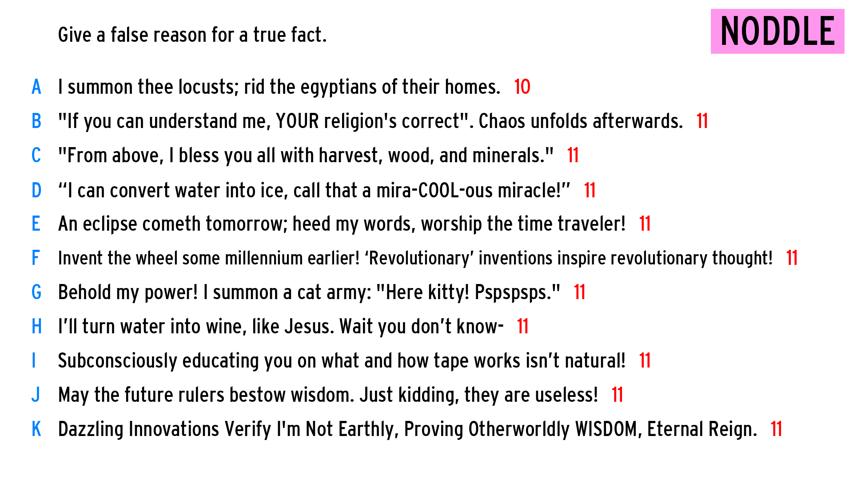 Give a false reason for a true fact.
NODDLE
A I summon thee locusts; rid the egyptians of their homes. 10
B "If you can understand me, YOUR religion's correct". Chaos unfolds afterwards. 11
C "From above, I bless you all with harvest, wood, and minerals." 11
D “I can convert water into ice, call that a mira-COOL-ous miracle!” 11
E An eclipse cometh tomorrow; heed my words, worship the time traveler! 11
F Invent the wheel some millennium earlier! ‘Revolutionary’ inventions inspire revolutionary thought! 11
G Behold my power! I summon a cat army: "Here kitty! Pspspsps." 11
H I’ll turn water into wine, like Jesus. Wait you don’t know- 11
I Subconsciously educating you on what and how tape works isn’t natural! 11
J May the future rulers bestow wisdom. Just kidding, they are useless! 11
K Dazzling Innovations Verify I'm Not Earthly, Proving Otherworldly WISDOM, Eternal Reign. 11